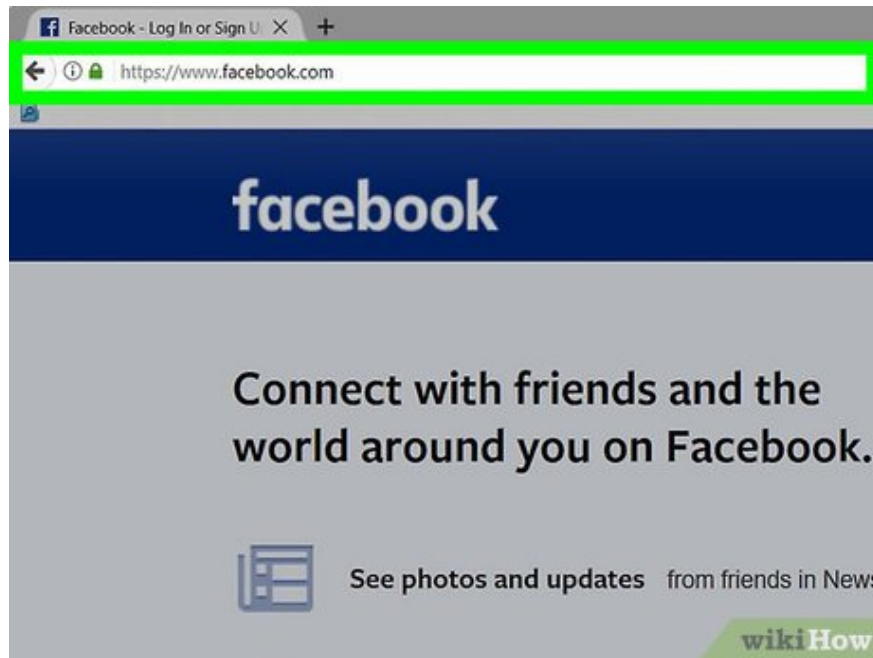 Facebook - Log In or Sign U
https://www.facebook.com
facebook
Connect with friends and the
world around you on Facebook.
See photos and updates from friends in News
wikiHow